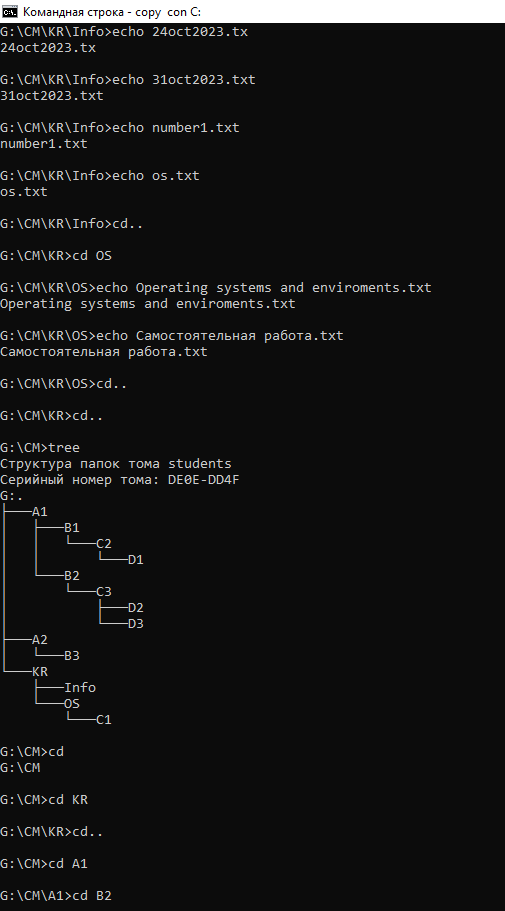 Командная строка - copy  con C:
G:\CM\KR\Info>echo 24oct2023.tx
24oct2023.tx
G:\CM\KR\Info>echo 31oct2023.txt
31oct2023.txt
G:\CM\KR\Info>echo number1.txt
number1.txt
G:\CM\KR\Info>echo os.txt
os.txt
G:\CM\KR\Info>cd..
G:\CM\KR>cd OS
G:\CM\KR\OS>echo Operating systems and enviroments.txt
Operating systems and enviroments.txt
G:\CM\KR\OS>echo Самостоятельная работа.txt
Самостоятельная работа.txt
G:\CM\KR\OS>cd..
G:\CM\KR>cd..
G:\CM>tree
Структура папок тома students
Серийный номер тома: DE0E-DD4F
G:.
├───A1
│   ├───B1
│   │   └───C2
│   │       └───D1
│   └───B2
│       └───C3
│           ├───D2
│           └───D3
├───A2
│   └───B3
└───KR
    ├───Info
    └───OS
        └───C1
G:\CM>cd
G:\CM
G:\CM>cd KR
G:\CM\KR>cd..
G:\CM>cd A1
G:\CM\A1>cd B2